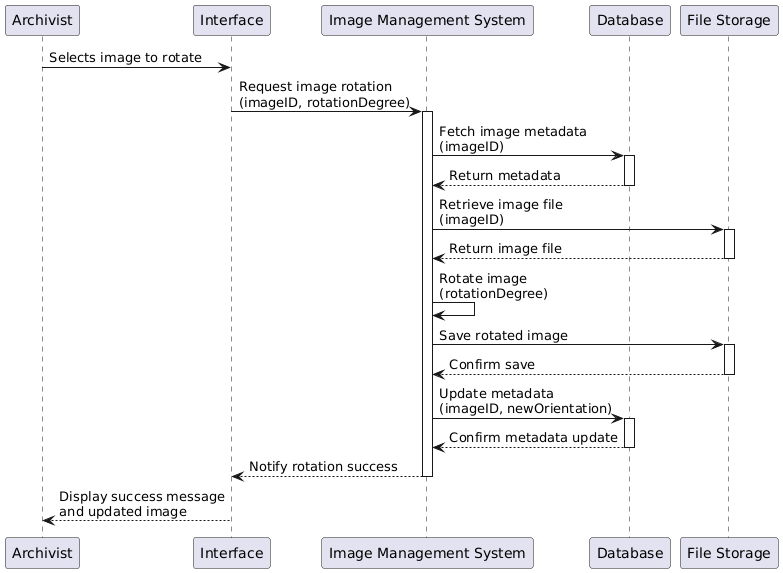 Archivist
Interface
Image Management System
Database
File Storage
Selects image to rotate
Request image rotation
(imageID, rotationDegree)
Fetch image metadata
(imageID)
Return metadata
Retrieve image file
(imageID)
Return image file
Rotate image
(rotationDegree)
Save rotated image
Confirm save
Update metadata
(imageID, newOrientation)
Confirm metadata update
Notify rotation success
Display success message
and updated image
Archivist
Interface
Image Management System
Database
File Storage